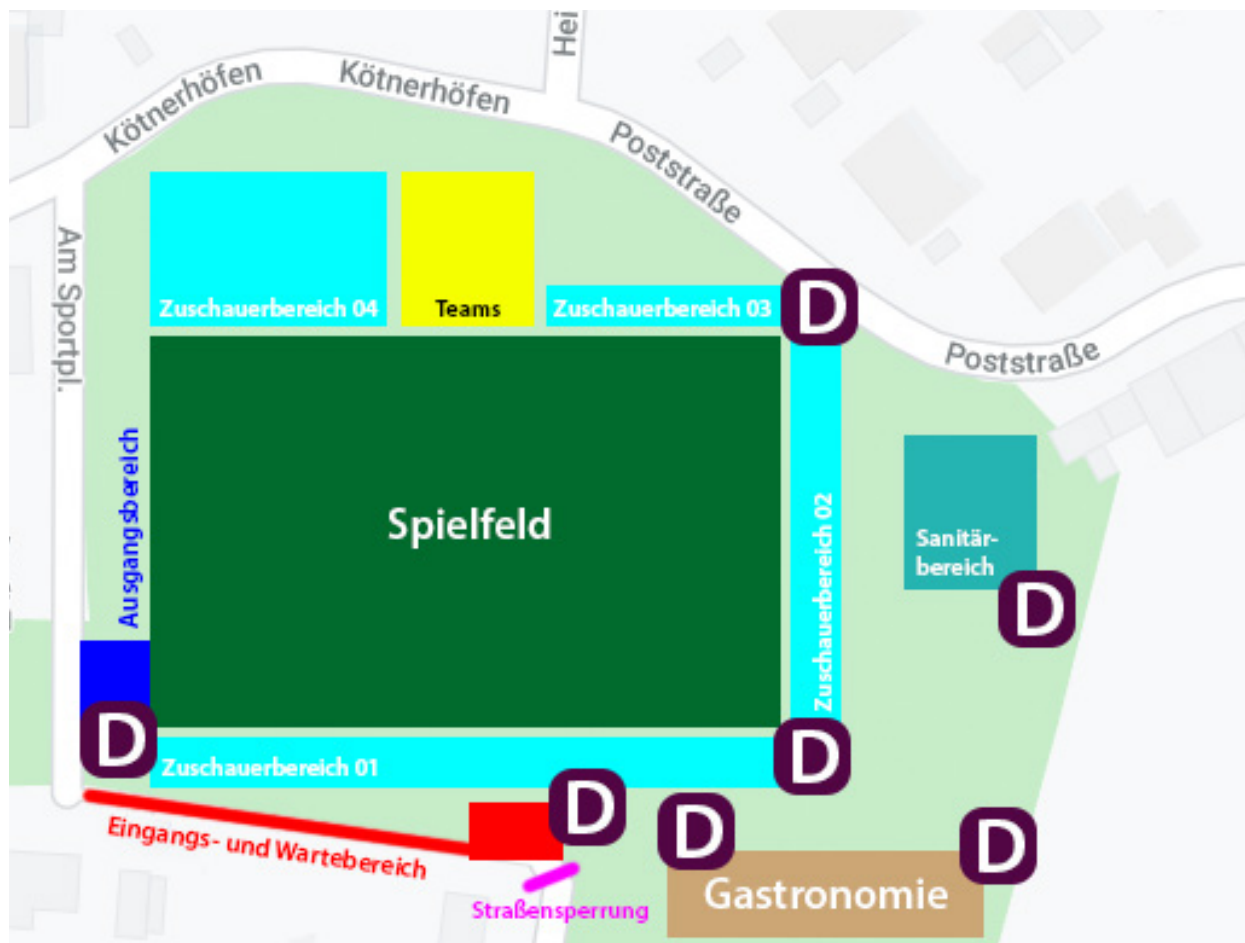 Hei
Kötnerhöfen
Kötnerhöfen
Poststraße
Am Sportpl.
Zuschauerbereich 04
Teams
Zuschauerbereich 03
D
Poststraße
Ausgangsbereich
Spielfeld
Zuschauerbereich 02
Sanitär-
bereich
D
D
Zuschauerbereich 01
D
D
D
D
Eingangs- und Wartebereich
Straßensperrung
Gastronomie